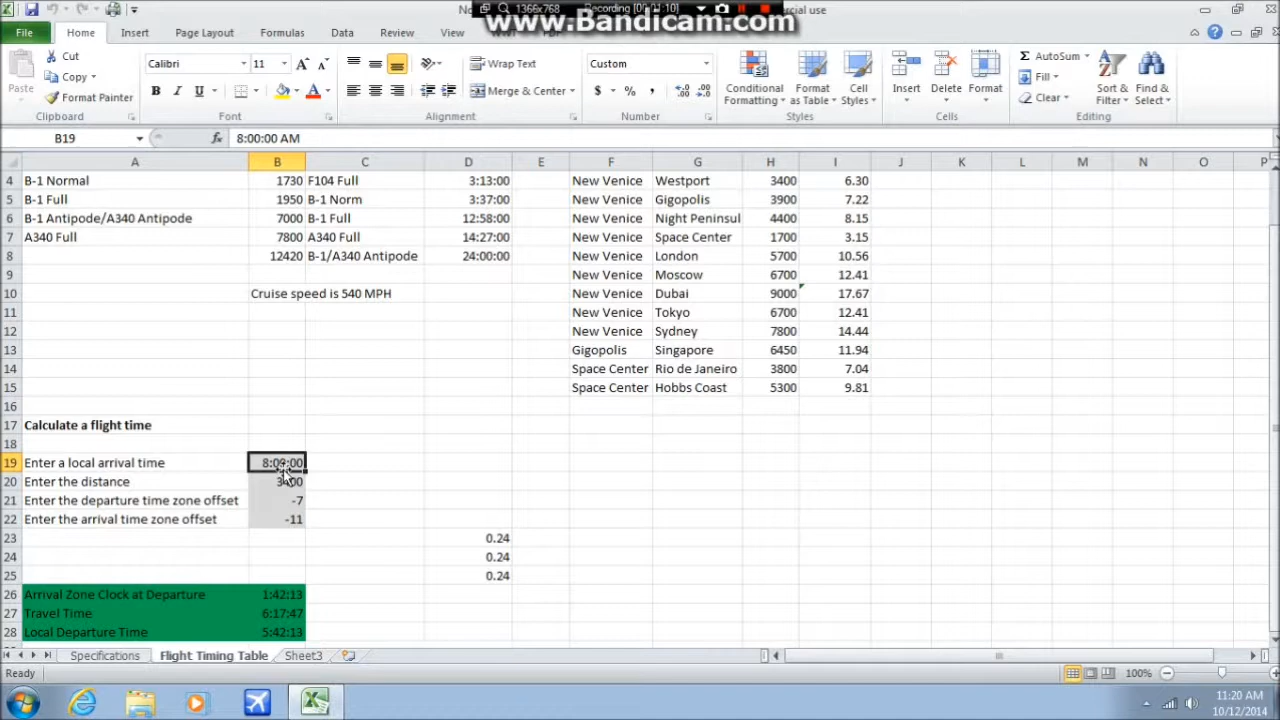 1366x768 Recording [00:01:10]
www.Bandicam.com
File Home Insert Page Layout Formulas Data Review View
Paste Cut Copy Format Painter
Calibri 11 Wrap Text Merge & Center
B I U
Custom $ % ,
Conditional Formatting Format as Table Cell Styles Insert Delete Format
AutoSum Fill Clear Sort & Filter Find & Select
Clipboard Font Alignment Number Styles Cells Editing
B19 fx 8:00:00 AM
A B C D E F G H I J K L M N O P
4 B-1 Normal 1730 F104 Full 3:13:00 New Venice Westport 3400 6.30
5 B-1 Full 1950 B-1 Norm 3:37:00 New Venice Gigopolis 3900 7.22
6 B-1 Antipode/A340 Antipode 7000 B-1 Full 12:58:00 New Venice Night Peninsul 4400 8.15
7 A340 Full 7800 A340 Full 14:27:00 New Venice Space Center 1700 3.15
8 12420 B-1/A340 Antipode 24:00:00 New Venice London 5700 10.56
9 New Venice Moscow 6700 12.41
10 Cruise speed is 540 MPH New Venice Dubai 9000 17.67
11 New Venice Tokyo 6700 12.41
12 New Venice Sydney 7800 14.44
13 Gigopolis Singapore 6450 11.94
14 Space Center Rio de Janeiro 3800 7.04
15 Space Center Hobbs Coast 5300 9.81
16
17 Calculate a flight time
18
19 Enter a local arrival time 8:00:00
20 Enter the distance 3400
21 Enter the departure time zone offset -7
22 Enter the arrival time zone offset -11
23 0.24
24 0.24
25 0.24
26 Arrival Zone Clock at Departure 1:42:13
27 Travel Time 6:17:47
28 Local Departure Time 5:42:13
Specifications Flight Timing Table Sheet3
Ready 100%
11:20 AM
10/12/2014